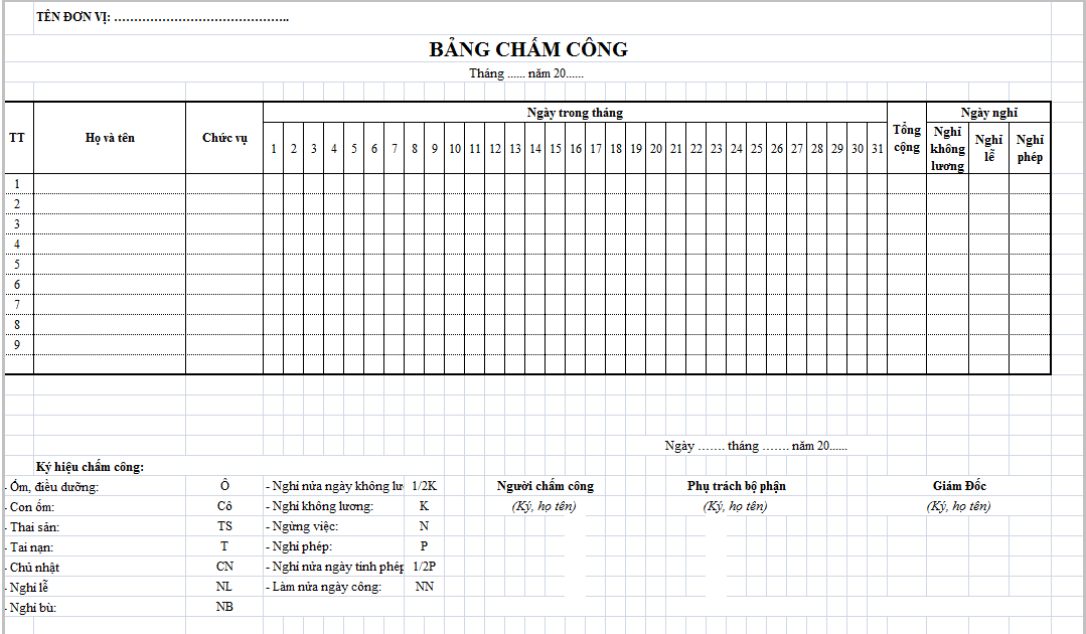 TÊN ĐƠN VỊ: ………………………………………..
BẢNG CHẤM CÔNG
Tháng ...... năm 20......
TT Họ và tên Chức vụ Ngày trong tháng Tổng cộng Ngày nghỉ
1 2 3 4 5 6 7 8 9 10 11 12 13 14 15 16 17 18 19 20 21 22 23 24 25 26 27 28 29 30 31 Nghỉ không lương Nghỉ lễ Nghỉ phép
1
2
3
4
5
6
7
8
9
Ngày ....... tháng ....... năm 20......
Ký hiệu chấm công:
- Ốm, điều dưỡng: Ô - Nghỉ nửa ngày không lư 1/2K Người chấm công Phụ trách bộ phận Giám Đốc
- Con ốm: Cô - Nghỉ không lương: K (Ký, họ tên) (Ký, họ tên) (Ký, họ tên)
- Thai sản: TS - Ngừng việc: N
- Tai nạn: T - Nghỉ phép: P
- Chủ nhật CN - Nghỉ nửa ngày tính phép 1/2P
- Nghỉ lễ NL - Làm nửa ngày công: NN
- Nghỉ bù: NB